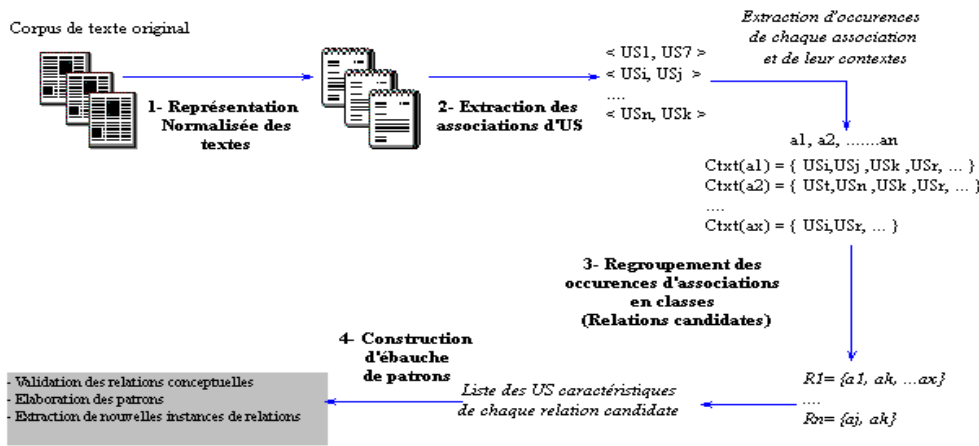 Corpus de texte original
1- Représentation
Normalisée des
textes
2- Extraction des
associations d'US
< US1, US7 >
< USi, USj >
....
< USn, USk >
Extraction d'occurences
de chaque association
et de leur contextes
a1, a2, .......an
Ctxt(a1) = { USi,USj ,USk ,USr, ... }
Ctxt(a2) = { USt,USn ,USk ,USr, ... }
....
Ctxt(ax) = { USi,USr, ... }
3- Regroupement des
occurences d'associations
en classes
(Relations candidates)
R1= {a1, ak, ...ax}
....
Rn= {aj, ak}
Liste des US caractéristiques
de chaque relation candidate
4- Construction
d'ébauche
de patrons
- Validation des relations conceptuelles
- Elaboration des patrons
- Extraction de nouvelles instances de relations